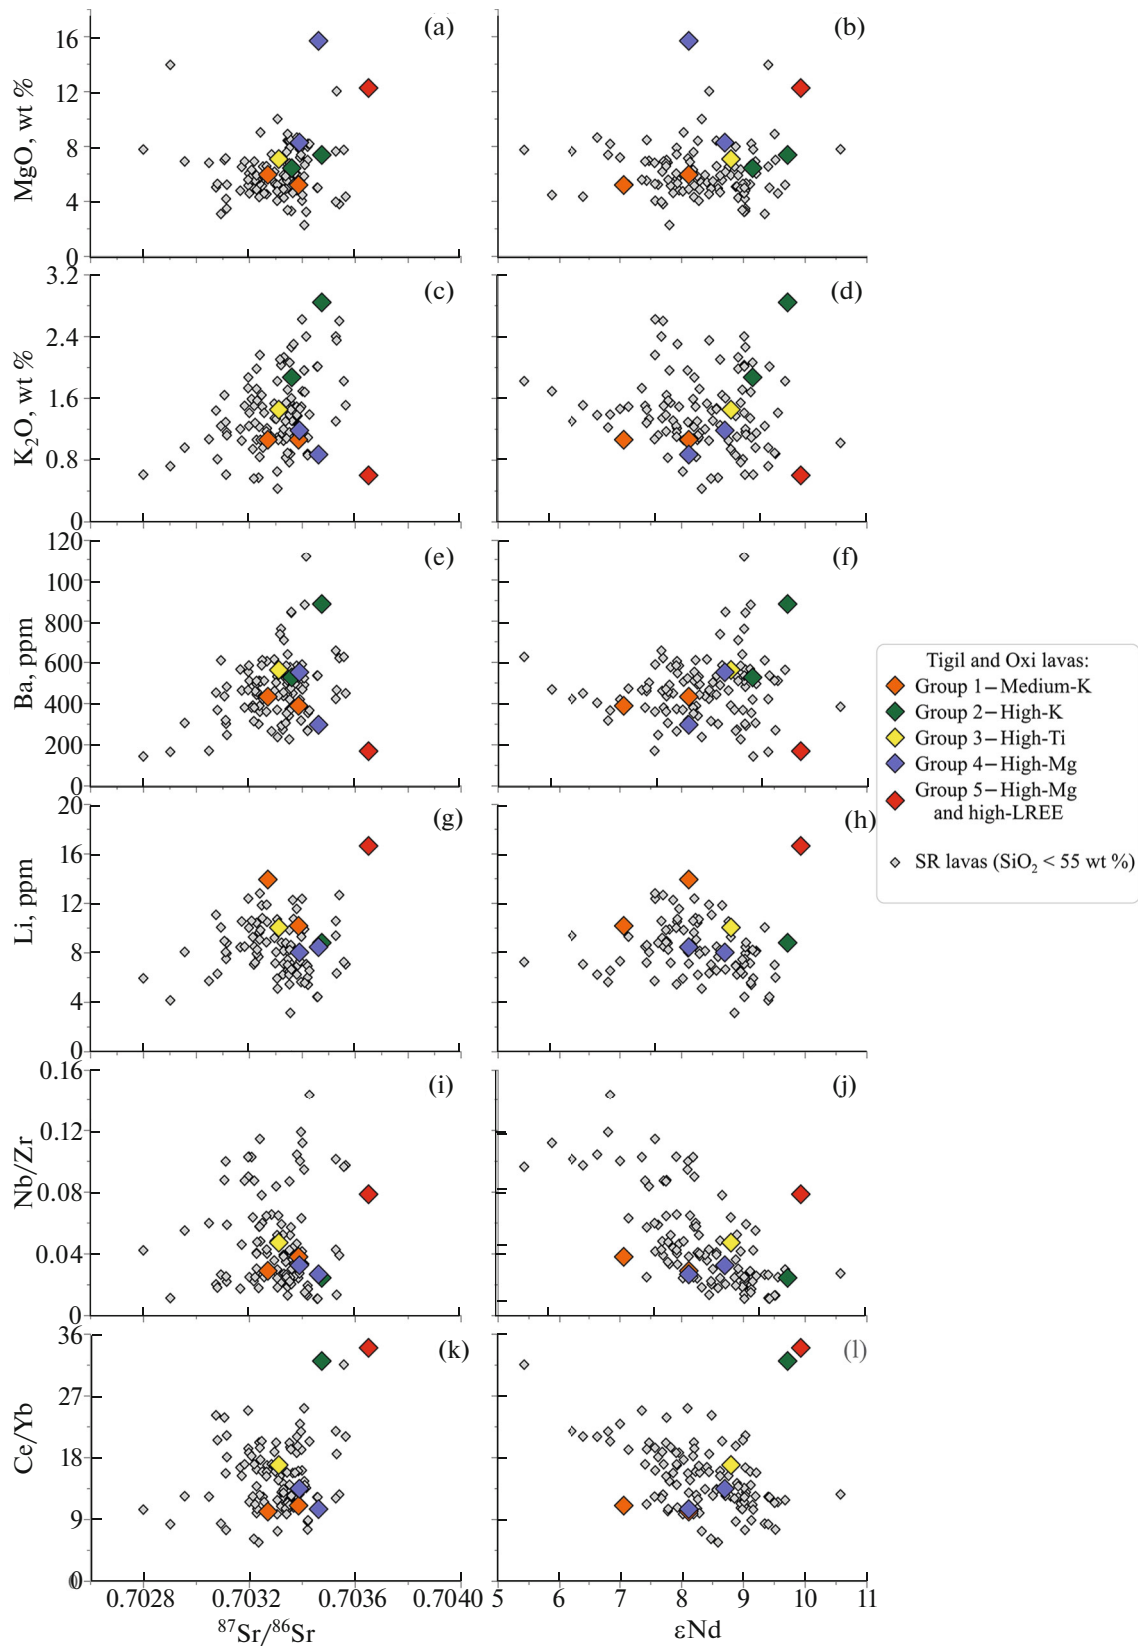 (a)
(b)
16
12
8
4
0
MgO, wt %
(c)
(d)
3.2
2.4
1.6
0.8
0
K₂O, wt %
(e)
(f)
120
100
800
600
400
200
0
Ba, ppm
Tigil and Oxi lavas:
Group 1–Medium-K
Group 2–High-K
Group 3–High-Ti
Group 4–High-Mg
Group 5–High-Mg
and high-LREE
SR lavas (SiO₂ < 55 wt %)
(g)
(h)
20
16
12
8
4
0
Li, ppm
(i)
(j)
0.16
0.12
0.08
0.04
0
Nb/Zr
(k)
(l)
36
27
18
9
0
Ce/Yb
0.7028 0.7032 0.7036 0.7040
⁸⁷Sr/⁸⁶Sr
5 6 7 8 9 10 11
εNd